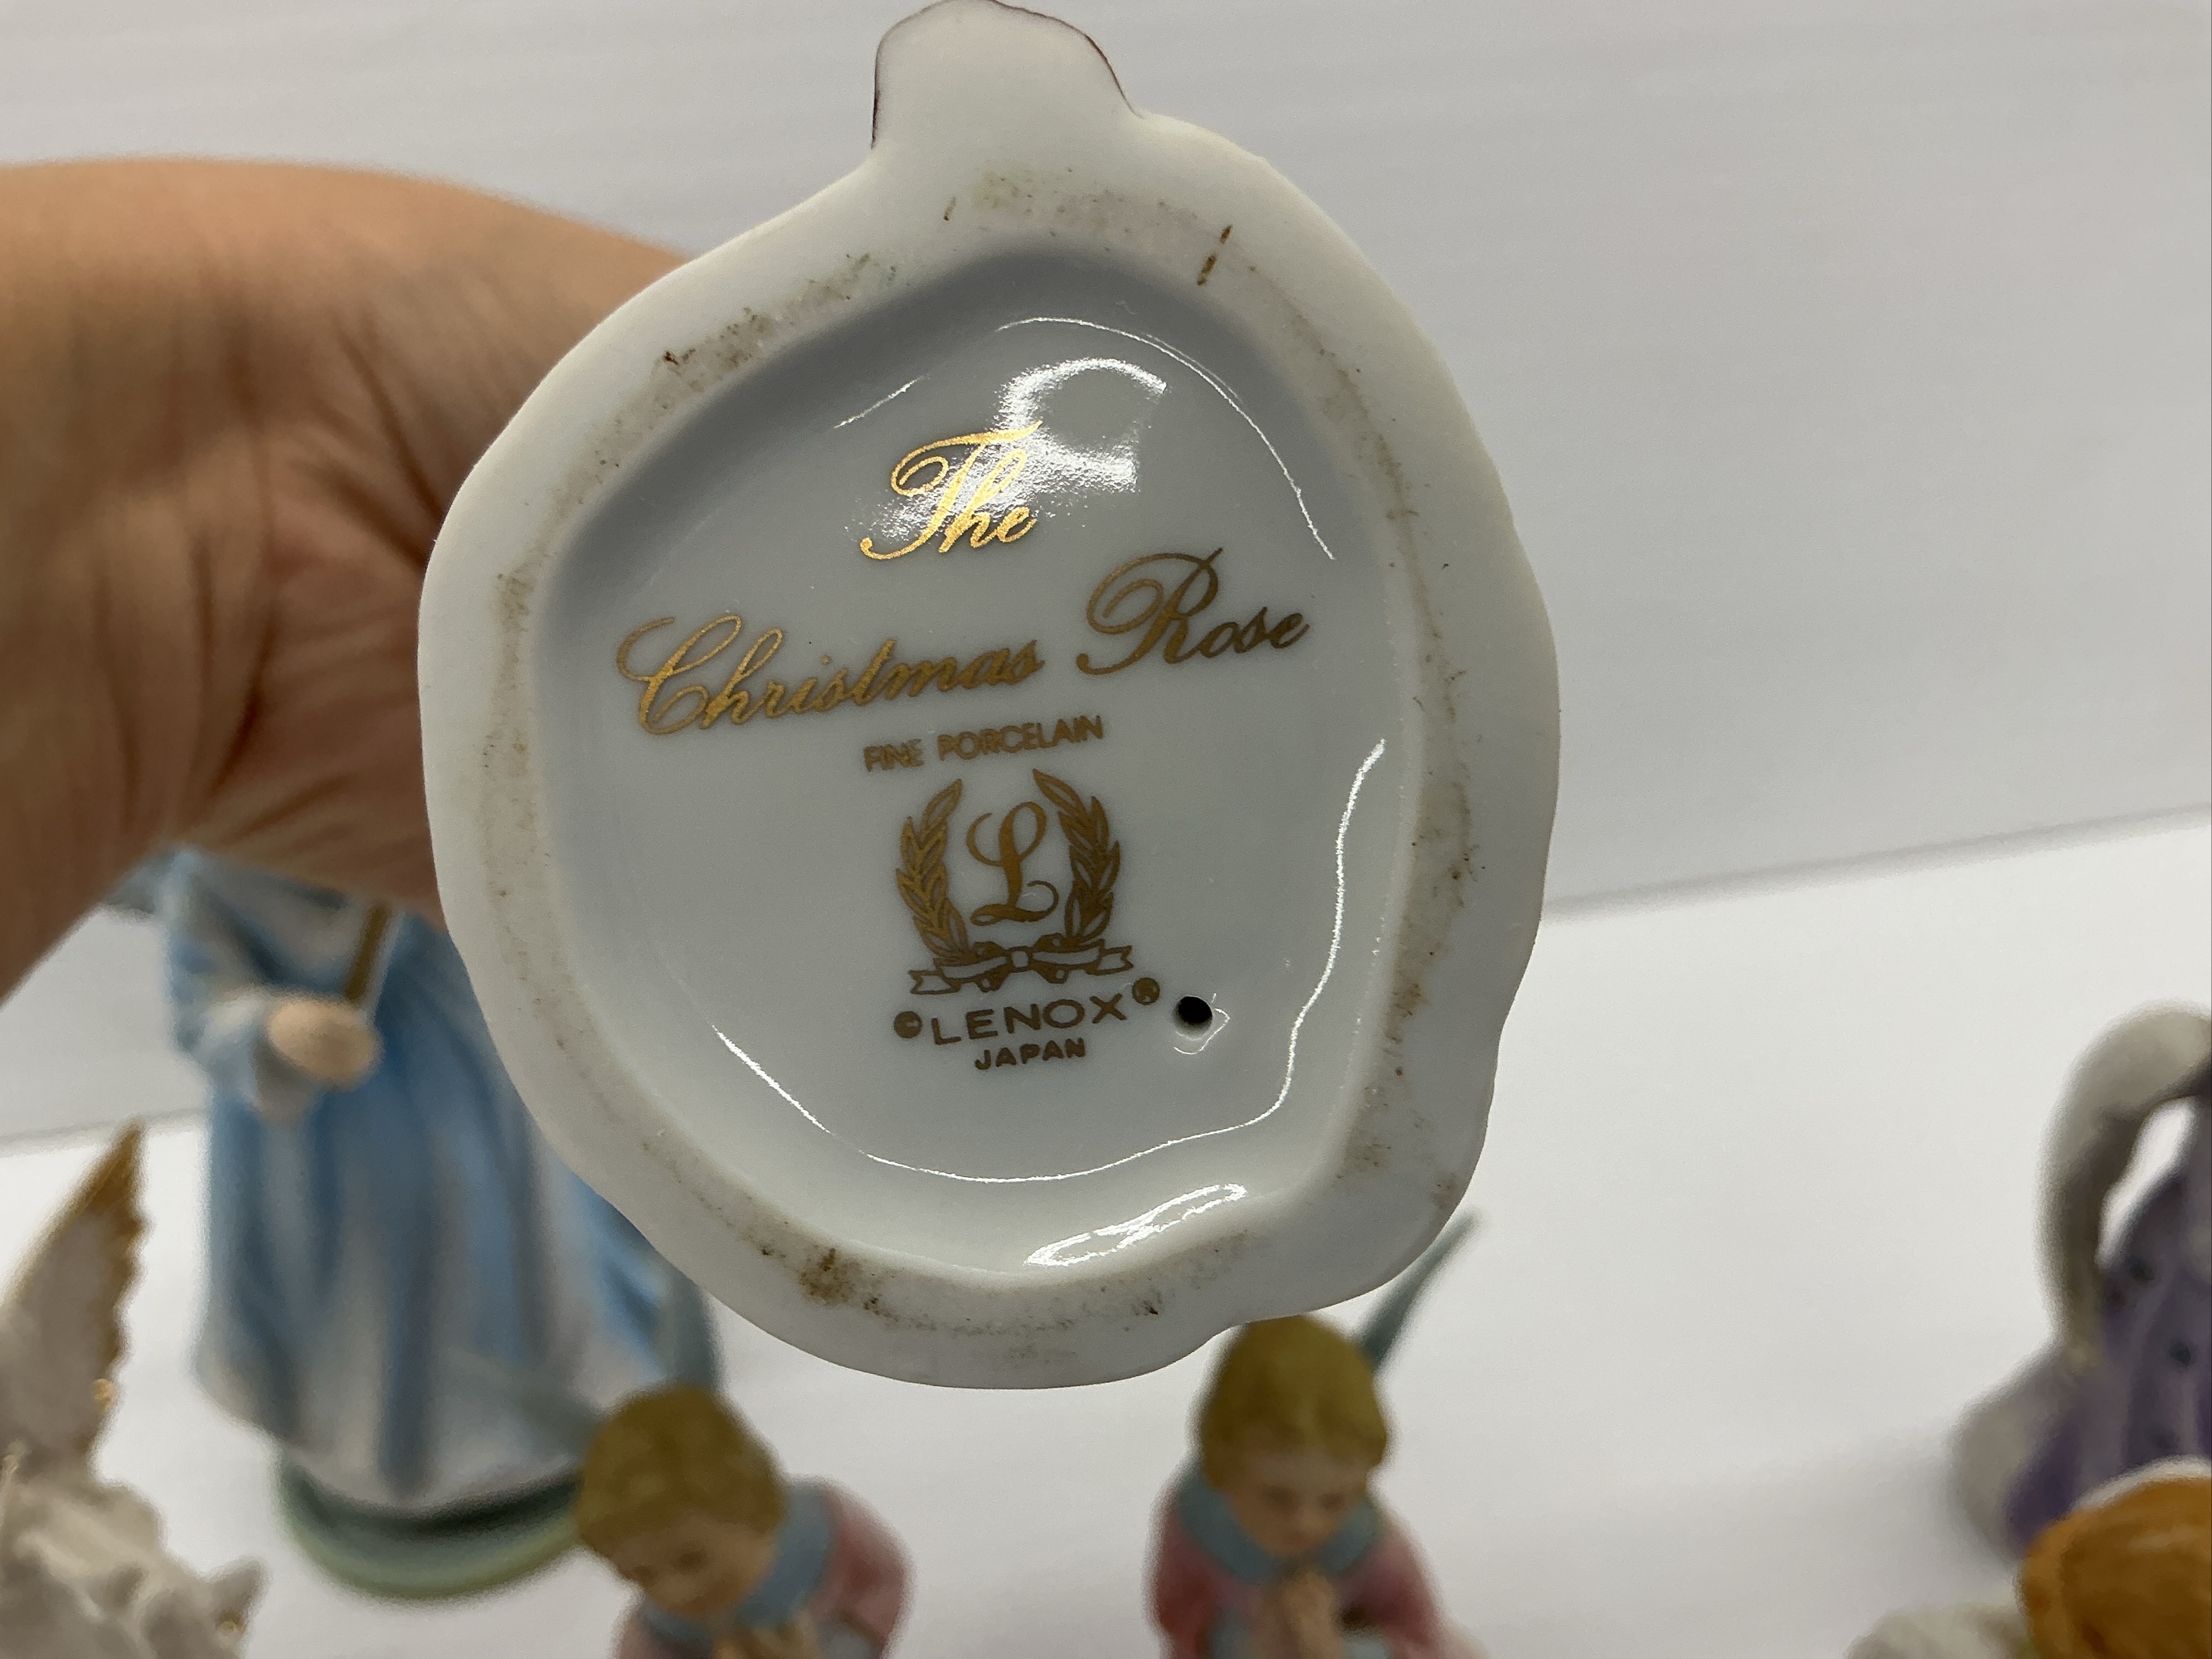 The
Christmas Rose
FINE PORCELAIN
L
©LENOX®
JAPAN